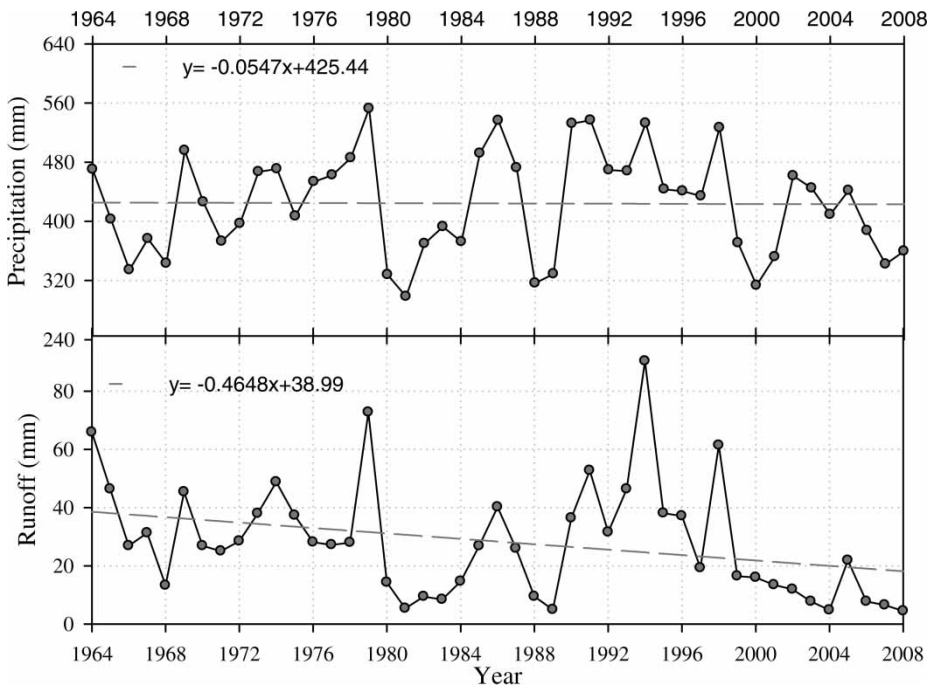 1964 1968 1972 1976 1980 1984 1988 1992 1996 2000 2004 2008
640
y= -0.0547x+425.44
560
480
400
320
240
Precipitation (mm)
y= -0.4648x+38.99
80
60
40
20
0
Runoff (mm)
1964 1968 1972 1976 1980 1984 1988 1992 1996 2000 2004 2008
Year